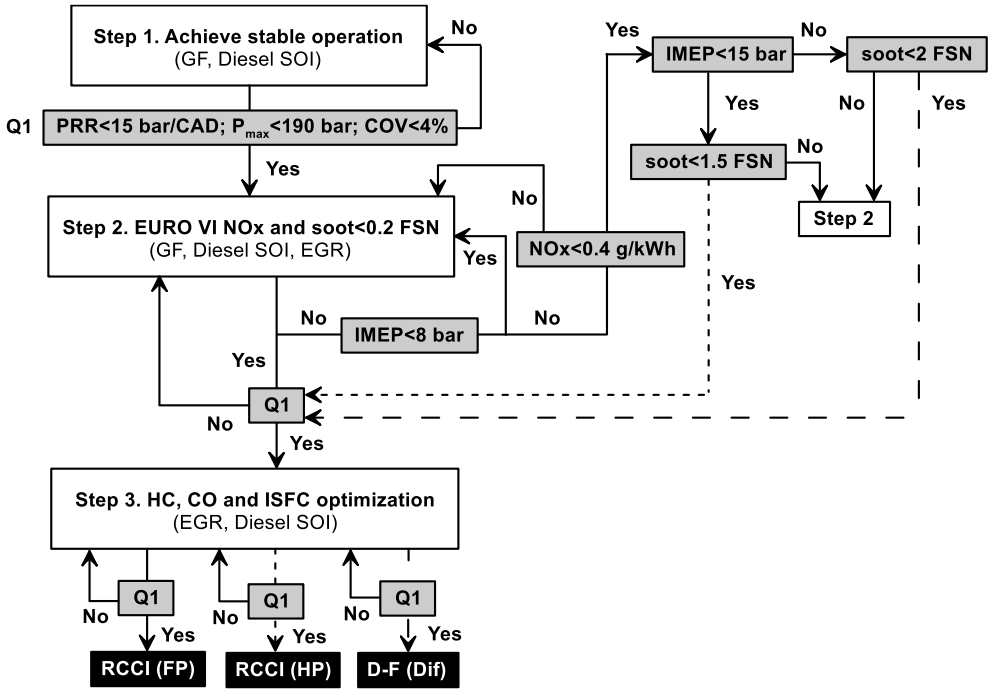 Step 1. Achieve stable operation
(GF, Diesel SOI)
No
Q1
PRR<15 bar/CAD; Pmax<190 bar; COV<4%
Yes
Step 2. EURO VI NOx and soot<0.2 FSN
(GF, Diesel SOI, EGR)
No
NOx<0.4 g/kWh
Yes
No
IMEP<8 bar
No
Yes
IMEP<15 bar
No
soot<2 FSN
Yes
No
Yes
soot<1.5 FSN
No
Step 2
Yes
Yes
Q1
No
Yes
Step 3. HC, CO and ISFC optimization
(EGR, Diesel SOI)
Q1
No
Yes
RCCI (FP)
Q1
No
Yes
RCCI (HP)
Q1
No
Yes
D-F (Dif)